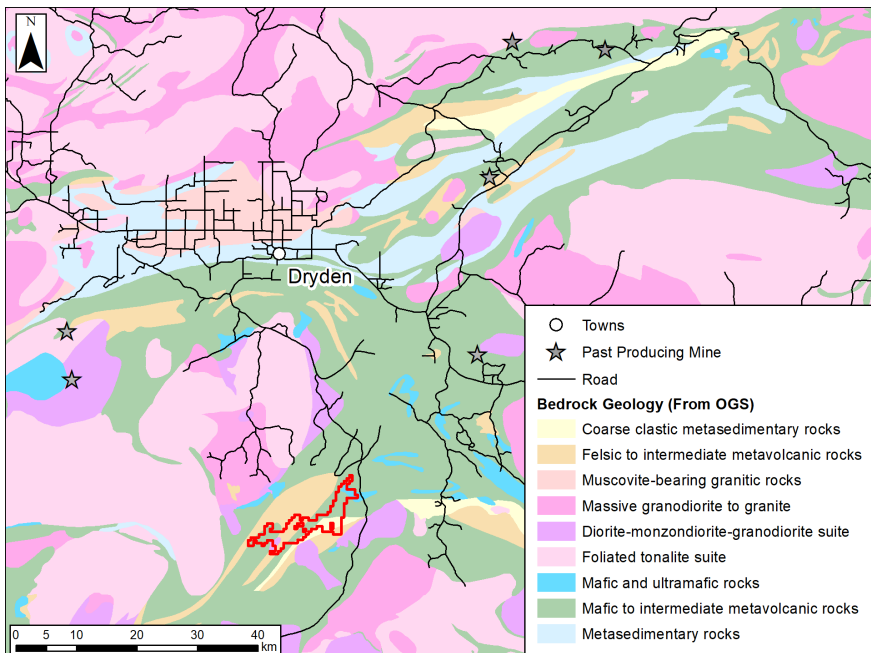 N
Dryden
Towns
Past Producing Mine
Road
Bedrock Geology (From OGS)
Coarse clastic metasedimentary rocks
Felsic to intermediate metavolcanic rocks
Muscovite-bearing granitic rocks
Massive granodiorite to granite
Diorite-monzondiorite-granodiorite suite
Foliated tonalite suite
Mafic and ultramafic rocks
Mafic to intermediate metavolcanic rocks
Metasedimentary rocks
0 5 10 20 30 40
km